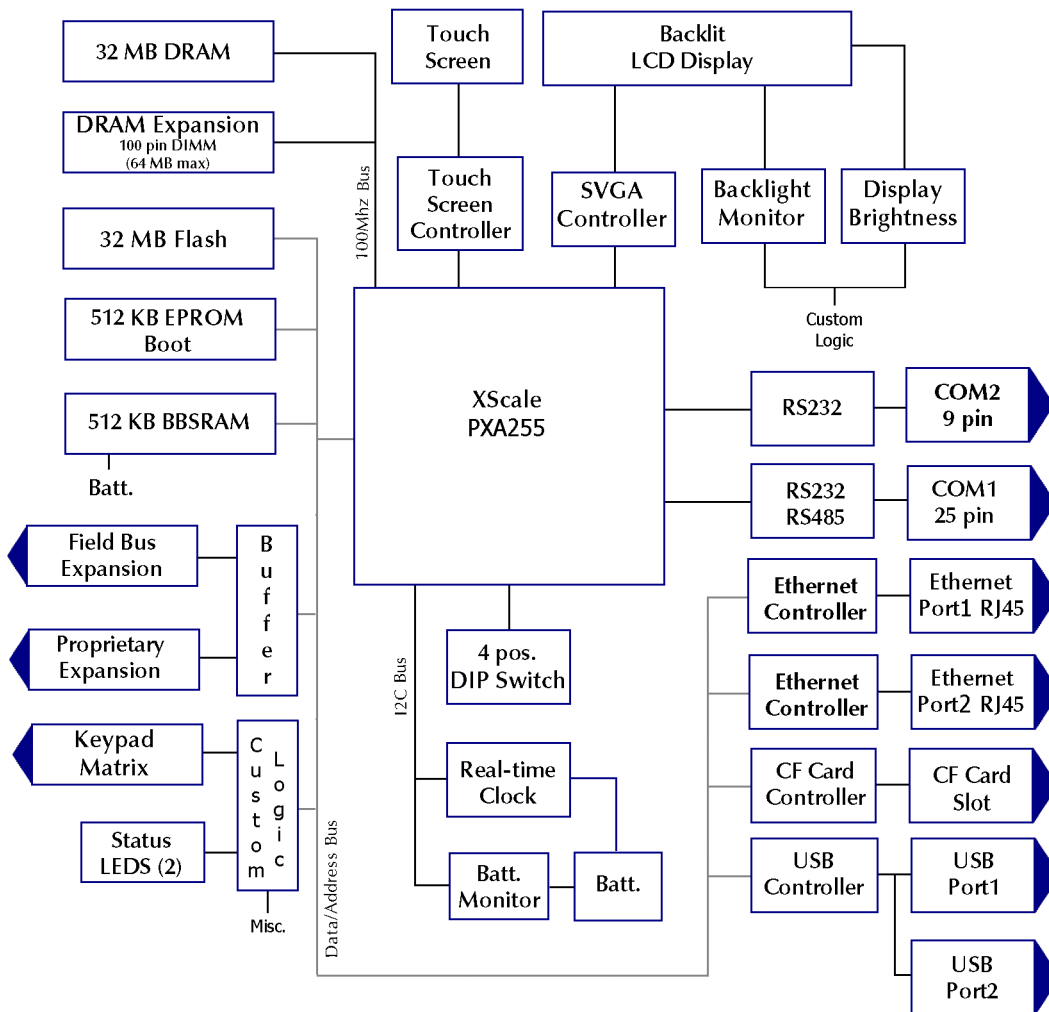 32 MB DRAM
DRAM Expansion
100 pin DIMM
(64 MB max)
32 MB Flash
512 KB EPROM
Boot
512 KB BBSRAM
Batt.
100Mhz Bus
Touch
Screen
Touch
Screen
Controller
Backlit
LCD Display
SVGA
Controller
Backlight
Monitor
Display
Brightness
Custom
Logic
XScale
PXA255
RS232
COM2
9 pin
RS232
RS485
COM1
25 pin
Field Bus
Expansion
Proprietary
Expansion
Buffer
Keypad
Matrix
Status
LEDS (2)
Custom
Logic
Misc.
Data/Address Bus
I2C Bus
4 pos.
DIP Switch
Real-time
Clock
Batt.
Monitor
Batt.
Ethernet
Controller
Ethernet
Port1 RJ45
Ethernet
Controller
Ethernet
Port2 RJ45
CF Card
Controller
CF Card
Slot
USB
Controller
USB
Port1
USB
Port2